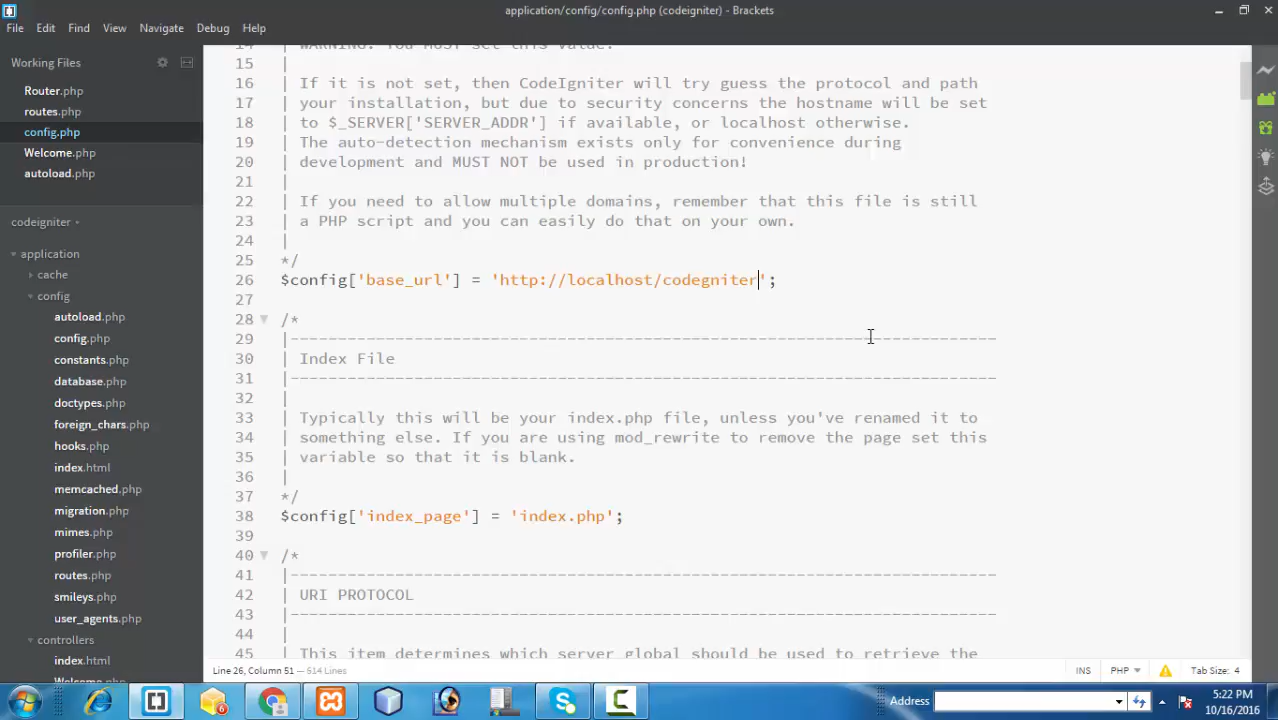 application/config/config.php (codeigniter) - Brackets
File Edit Find View Navigate Debug Help
Working Files
Router.php
routes.php
config.php
Welcome.php
autoload.php
codeigniter
application
cache
config
autoload.php
config.php
constants.php
database.php
doctypes.php
foreign_chars.php
hooks.php
index.html
memcached.php
migration.php
mimes.php
profiler.php
routes.php
smileys.php
user_agents.php
controllers
index.html
Welcome.php
14 | WARNING: You MUST set this value!
15 |
16 | If it is not set, then CodeIgniter will try guess the protocol and path
17 | your installation, but due to security concerns the hostname will be set
18 | to $_SERVER['SERVER_ADDR'] if available, or localhost otherwise.
19 | The auto-detection mechanism exists only for convenience during
20 | development and MUST NOT be used in production!
21 |
22 | If you need to allow multiple domains, remember that this file is still
23 | a PHP script and you can easily do that on your own.
24 |
25 */
26 $config['base_url'] = 'http://localhost/codegniter';
27
28 /*
29 |--------------------------------------------------------------------------
30 | Index File
31 |--------------------------------------------------------------------------
32 |
33 | Typically this will be your index.php file, unless you've renamed it to
34 | something else. If you are using mod_rewrite to remove the page set this
35 | variable so that it is blank.
36 |
37 */
38 $config['index_page'] = 'index.php';
39
40 /*
41 |--------------------------------------------------------------------------
42 | URI PROTOCOL
43 |--------------------------------------------------------------------------
44 |
45 | This item determines which server global should be used to retrieve the
Line 26, Column 51 — 514 Lines
INS PHP Tab Size: 4
Address
5:22 PM
10/16/2016